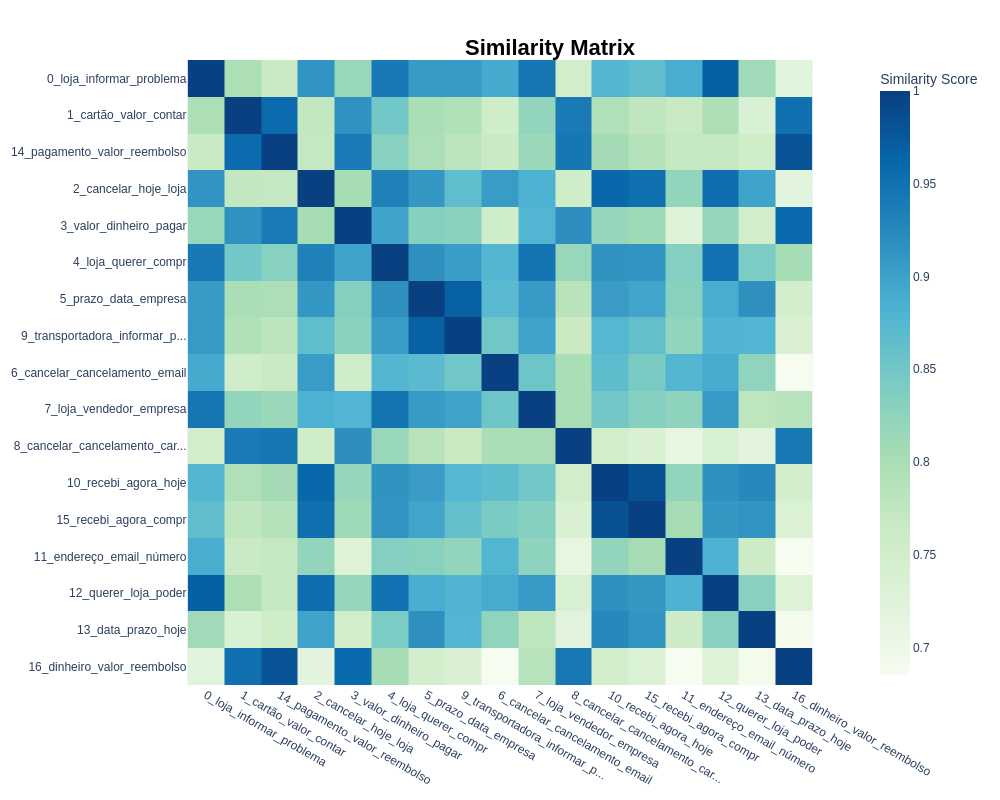 Similarity Matrix
Similarity Score
0_loja_informar_problema
1_cartão_valor_contar
14_pagamento_valor_reembolso
2_cancelar_hoje_loja
3_valor_dinheiro_pagar
4_loja_querer_compr
5_prazo_data_empresa
9_transportadora_informar_p...
6_cancelar_cancelamento_email
7_loja_vendedor_empresa
8_cancelar_cancelamento_car...
10_recebi_agora_hoje
15_recebi_agora_compr
11_endereço_email_número
12_querer_loja_poder
13_data_prazo_hoje
16_dinheiro_valor_reembolso
1
0.95
0.9
0.85
0.8
0.75
0.7
0_loja_informar_problema
1_cartão_valor_contar
14_pagamento_valor_reembolso
2_cancelar_hoje_loja
3_valor_dinheiro_pagar
4_loja_querer_compr
5_prazo_data_empresa
9_transportadora_informar_p...
6_cancelar_cancelamento_email
7_loja_vendedor_empresa
8_cancelar_cancelamento_car...
10_recebi_agora_hoje
15_recebi_agora_compr
11_endereço_email_número
12_querer_loja_poder
13_data_prazo_hoje
16_dinheiro_valor_reembolso